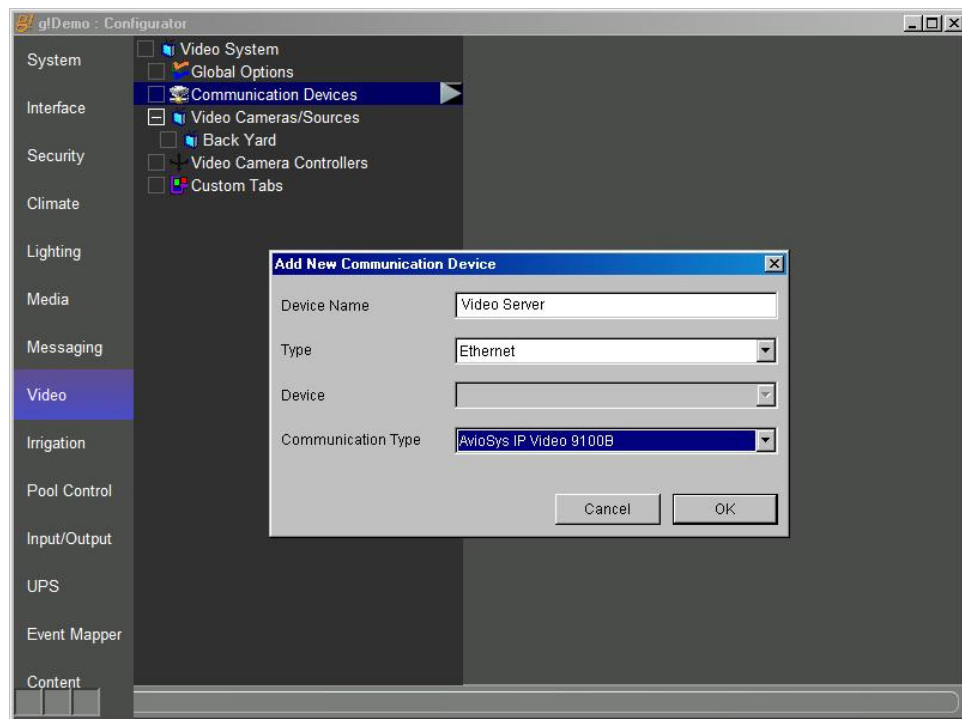 g! g!Demo : Configurator
System
Interface
Security
Climate
Lighting
Media
Messaging
Video
Irrigation
Pool Control
Input/Output
UPS
Event Mapper
Content
Video System
Global Options
Communication Devices
Video Cameras/Sources
Back Yard
Video Camera Controllers
Custom Tabs
Add New Communication Device
Device Name Video Server
Type Ethernet
Device
Communication Type AvioSys IP Video 9100B
Cancel OK